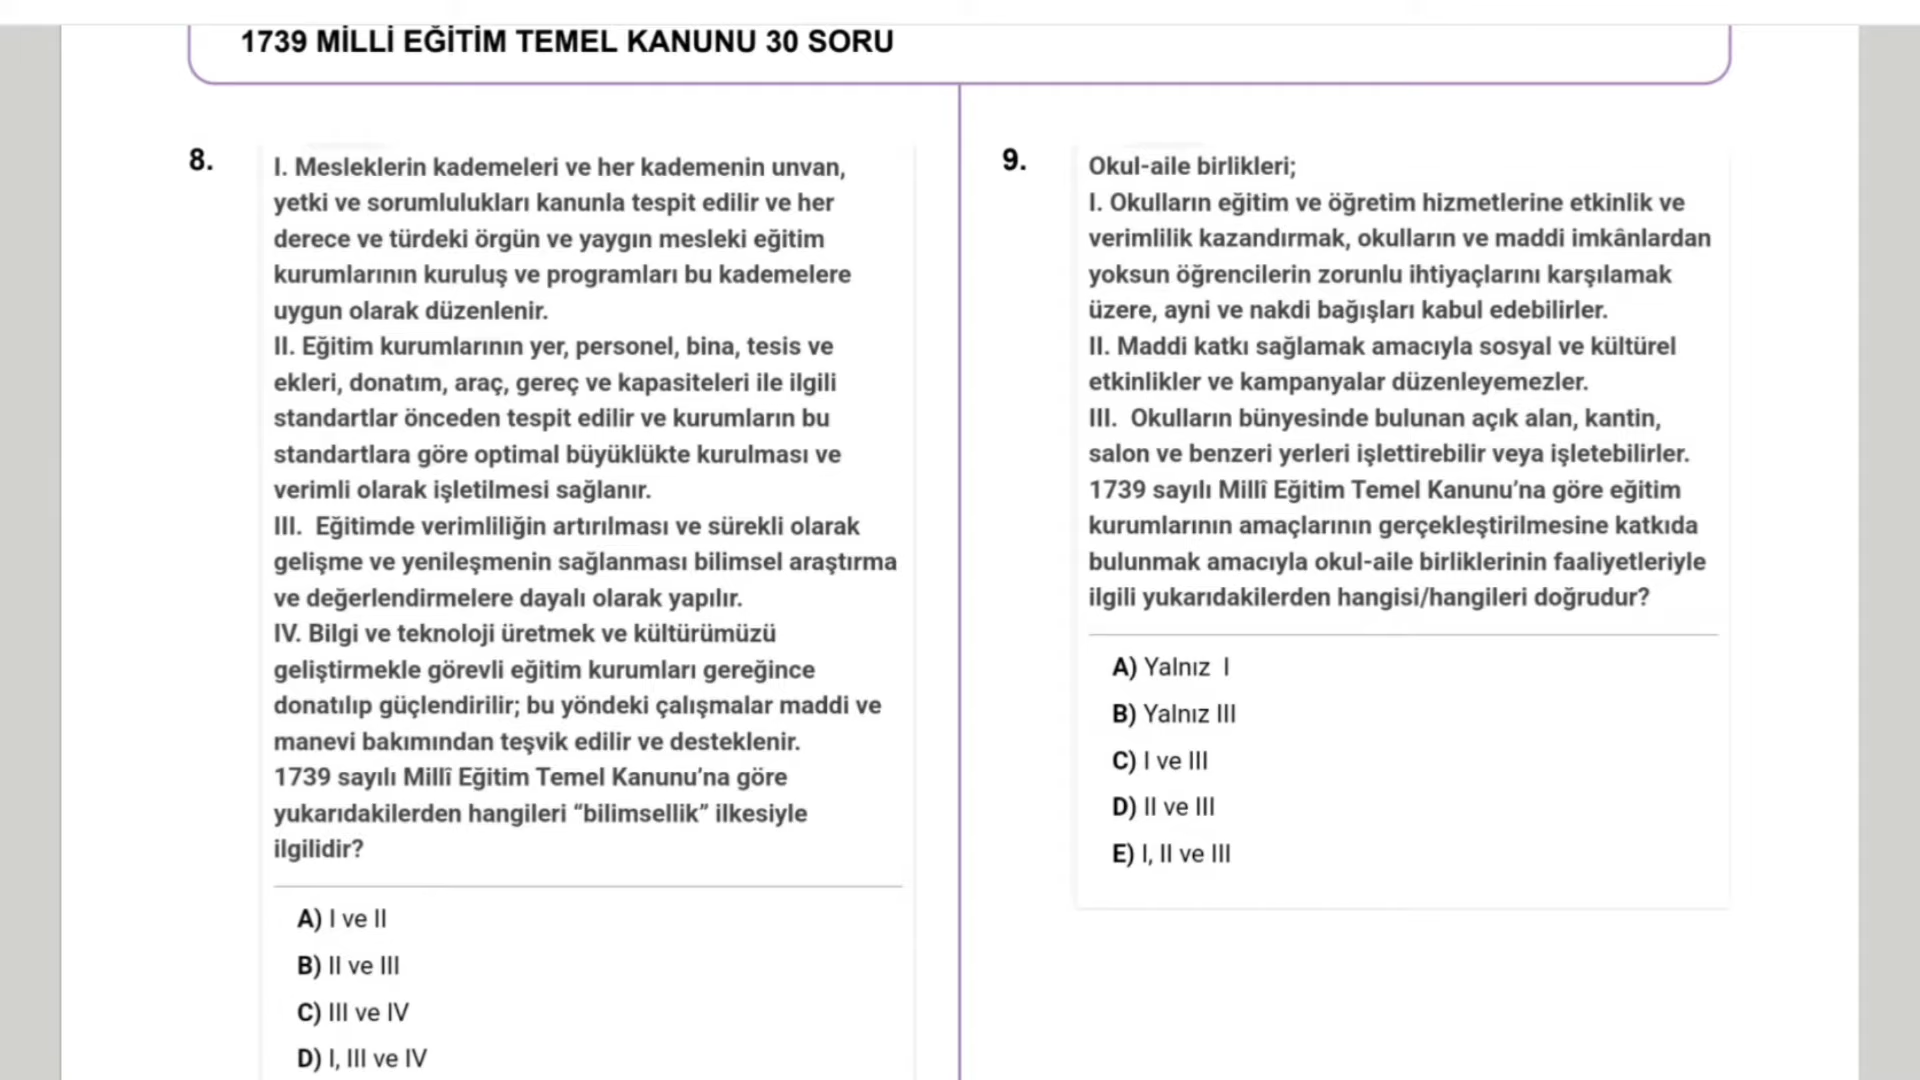 1739 MİLLİ EĞİTİM TEMEL KANUNU 30 SORU
8.
I. Mesleklerin kademeleri ve her kademenin unvan,
yetki ve sorumlulukları kanunla tespit edilir ve her
derece ve türdeki örgün ve yaygın mesleki eğitim
kurumlarının kuruluş ve programları bu kademelere
uygun olarak düzenlenir.
II. Eğitim kurumlarının yer, personel, bina, tesis ve
ekleri, donatım, araç, gereç ve kapasiteleri ile ilgili
standartlar önceden tespit edilir ve kurumların bu
standartlara göre optimal büyüklükte kurulması ve
verimli olarak işletilmesi sağlanır.
III. Eğitimde verimliliğin artırılması ve sürekli olarak
gelişme ve yenileşmenin sağlanması bilimsel araştırma
ve değerlendirmelere dayalı olarak yapılır.
IV. Bilgi ve teknoloji üretmek ve kültürümüzü
geliştirmekle görevli eğitim kurumları gereğince
donatılıp güçlendirilir; bu yöndeki çalışmalar maddi ve
manevi bakımından teşvik edilir ve desteklenir.
1739 sayılı Millî Eğitim Temel Kanunu’na göre
yukarıdakilerden hangileri “bilimsellik” ilkesiyle
ilgilidir?
A) I ve II
B) II ve III
C) III ve IV
D) I, III ve IV
9.
Okul-aile birlikleri;
I. Okulların eğitim ve öğretim hizmetlerine etkinlik ve
verimlilik kazandırmak, okulların ve maddi imkânlardan
yoksun öğrencilerin zorunlu ihtiyaçlarını karşılamak
üzere, ayni ve nakdi bağışları kabul edebilirler.
II. Maddi katkı sağlamak amacıyla sosyal ve kültürel
etkinlikler ve kampanyalar düzenleyemezler.
III. Okulların bünyesinde bulunan açık alan, kantin,
salon ve benzeri yerleri işlettirebilir veya işletebilirler.
1739 sayılı Millî Eğitim Temel Kanunu’na göre eğitim
kurumlarının amaçlarının gerçekleştirilmesine katkıda
bulunmak amacıyla okul-aile birliklerinin faaliyetleriyle
ilgili yukarıdakilerden hangisi/hangileri doğrudur?
A) Yalnız I
B) Yalnız III
C) I ve III
D) II ve III
E) I, II ve III